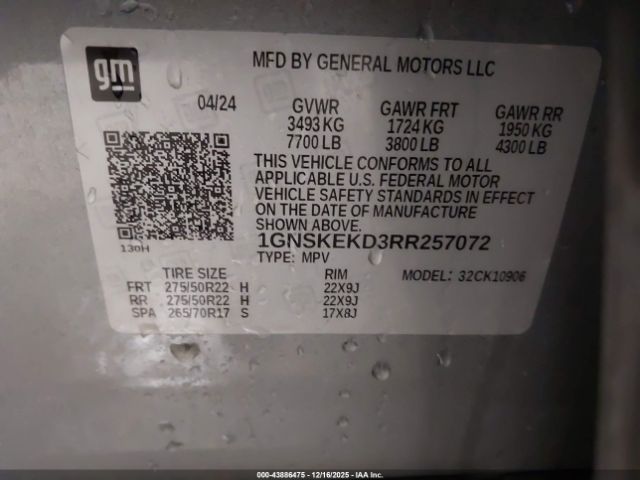 gm
MFD BY GENERAL MOTORS LLC
04/24 GVWR GAWR FRT GAWR RR
3493 KG 1724 KG 1950 KG
7700 LB 3800 LB 4300 LB
THIS VEHICLE CONFORMS TO ALL
APPLICABLE U.S. FEDERAL MOTOR
VEHICLE SAFETY STANDARDS IN EFFECT
ON THE DATE OF MANUFACTURE
SHOWN ABOVE.
130H 1GNSKEKD3RR257072
TYPE: MPV
TIRE SIZE RIM MODEL: 32CK10906
FRT 275/50R22 H 22X9J
RR 275/50R22 H 22X9J
SPA 265/70R17 S 17X8J
000-43886475 - 12/16/2025 - IAA Inc.